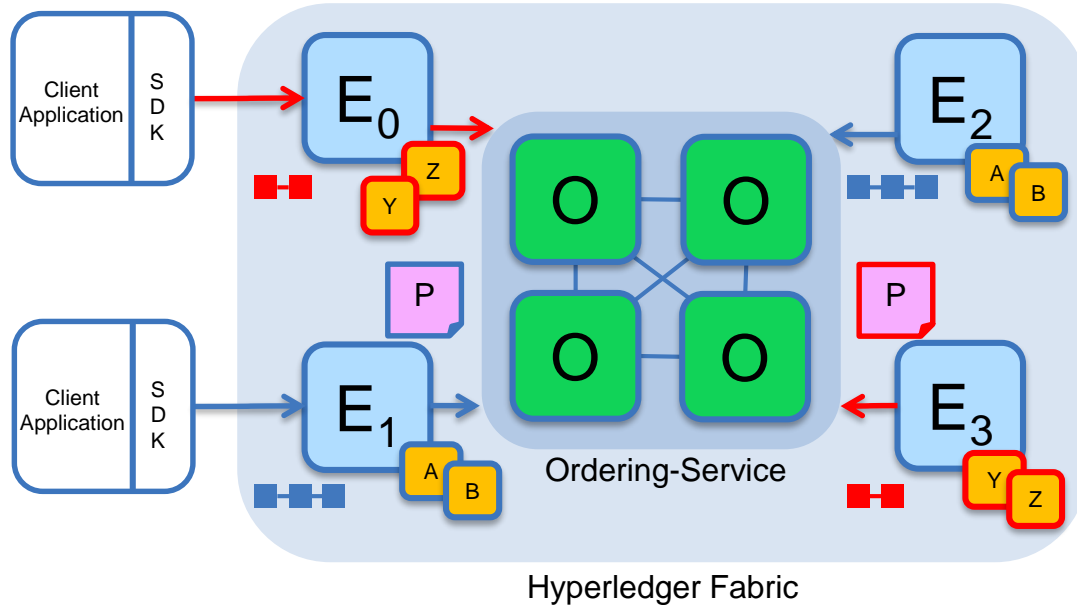 Client
Application
S
D
K
E0
Z
Y
E2
A
B
O
O
O
O
P
P
Client
Application
S
D
K
E1
A
B
E3
Y
Z
Ordering-Service
Hyperledger Fabric